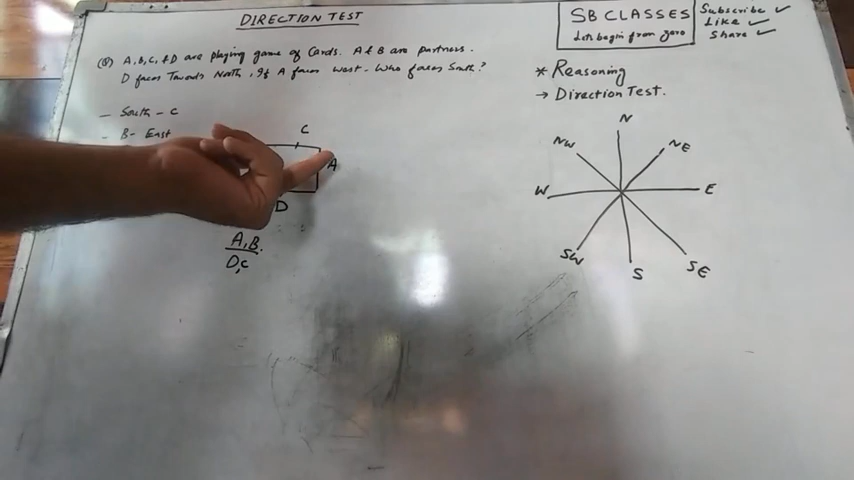 DIRECTION TEST
(Q) A, B, C, & D are playing game of Cards. A & B are partners.
D faces Towards North, If A faces west. Who faces South?
- South - C
- B- East
C
A
D
A, B.
D, C
SB CLASSES
Let's begin from zero
Subscribe ✓
Like ✓
Share ✓
* Reasoning
→ Direction Test.
N
NW
NE
W
E
SW
S
SE